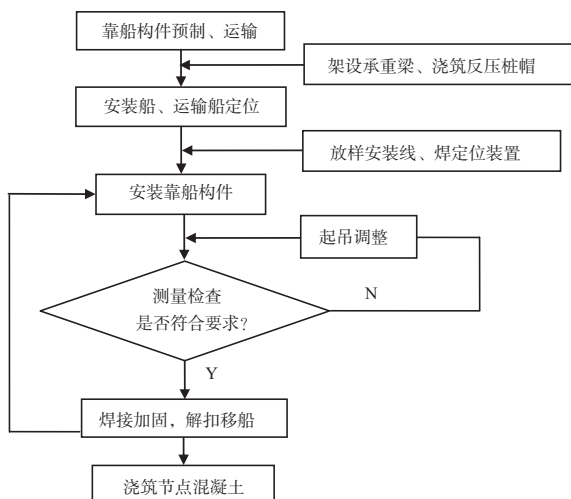 靠船构件预制、运输
架设承重梁、浇筑反压桩帽
安装船、运输船定位
放样安装线、焊定位装置
安装靠船构件
起吊调整
测量检查
是否符合要求?
N
Y
焊接加固，解扣移船
浇筑节点混凝土